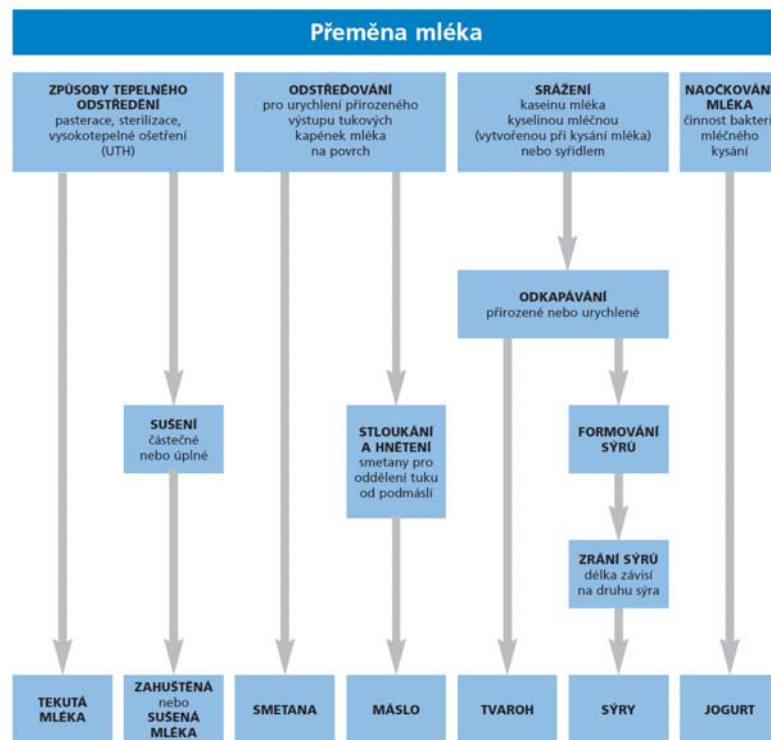 Přeměna mléka
ZPŮSOBY TEPELNÉHO
ODSTŘEDĚNÍ
pasterace, sterilizace,
vysokotepelné ošetření
(UTH)
ODSTŘEĎOVÁNÍ
pro urychlení přirozeného
výstupu tukových
kapének mléka
na povrch
SRÁŽENÍ
kaseinu mléka
kyselinou mléčnou
(vytvořenou při kysání mléka)
nebo syřídlem
NAOČKOVÁNÍ
MLÉKA
činnost bakterií
mléčného
kysání
ODKAPÁVÁNÍ
přirozené nebo urychlené
SUŠENÍ
částečné
nebo úplné
STLOUKÁNÍ
A HNĚTENÍ
smetany pro
oddělení tuku
od podmáslí
FORMOVÁNÍ
SÝRŮ
ZRÁNÍ SÝRŮ
délka závisí
na druhu sýra
TEKUTÁ
MLÉKA
ZAHUŠTĚNÁ
nebo
SUŠENÁ
MLÉKA
SMETANA
MÁSLO
TVAROH
SÝRY
JOGURT